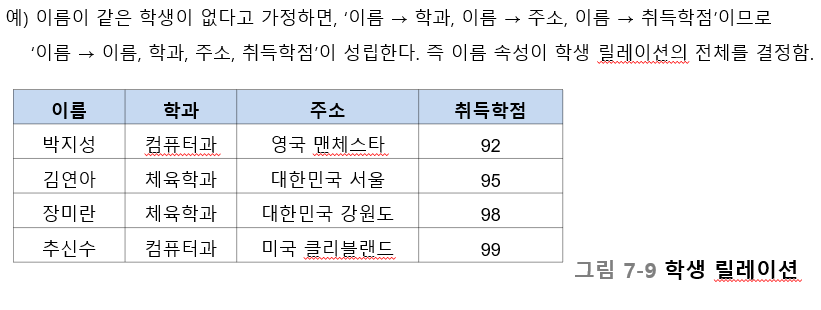 예) 이름이 같은 학생이 없다고 가정하면, ‘이름 → 학과, 이름 → 주소, 이름 → 취득학점’이므로
‘이름 → 이름, 학과, 주소, 취득학점’이 성립한다. 즉 이름 속성이 학생 릴레이션의 전체를 결정함.
이름 학과 주소 취득학점
박지성 컴퓨터과 영국 맨체스타 92
김연아 체육학과 대한민국 서울 95
장미란 체육학과 대한민국 강원도 98
추신수 컴퓨터과 미국 클리블랜드 99
그림 7-9 학생 릴레이션